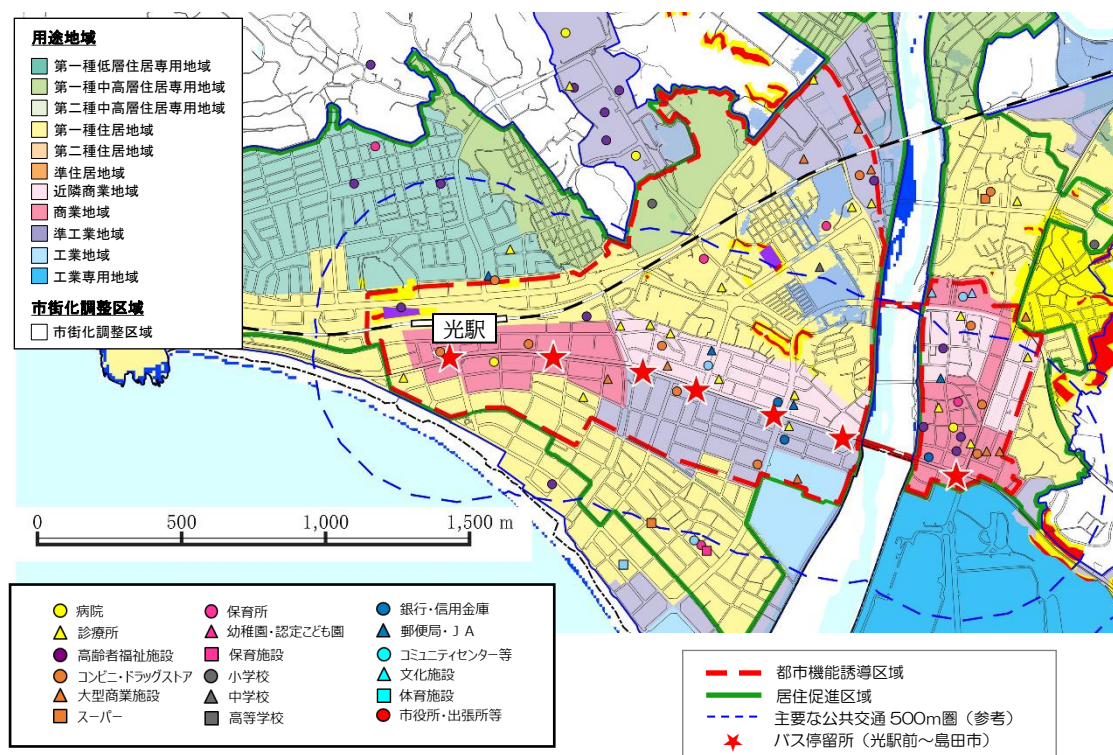 用途地域
第一種低層住居専用地域
第一種中高層住居専用地域
第二種中高層住居専用地域
第一種住居地域
第二種住居地域
準住居地域
近隣商業地域
商業地域
準工業地域
工業地域
工業専用地域
市街化調整区域
市街化調整区域
光駅
0 500 1,000 1,500 m
病院
診療所
高齢者福祉施設
コンビニ・ドラッグストア
大型商業施設
スーパー
保育所
幼稚園・認定こども園
保育施設
小学校
中学校
高等学校
銀行・信用金庫
郵便局・JA
コミュニティセンター等
文化施設
体育施設
市役所・出張所等
都市機能誘導区域
居住促進区域
主要な公共交通500m圏（参考）
バス停留所（光駅前～島田市）